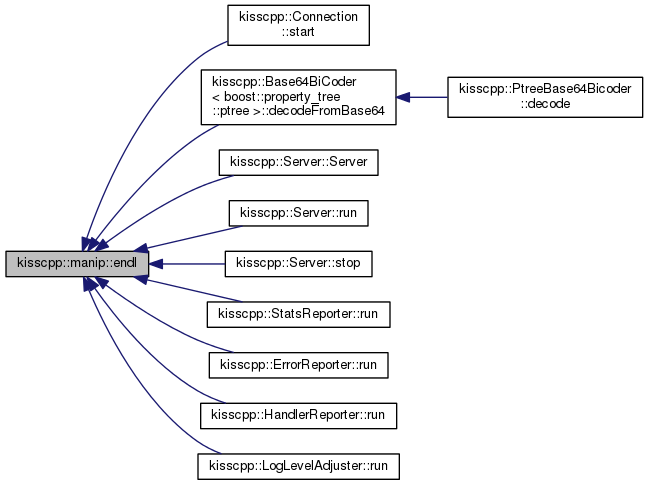 kisscpp::Connection
::start
kisscpp::Base64BiCoder
< boost::property_tree
::ptree >::decodeFromBase64
kisscpp::PtreeBase64Bicoder
::decode
kisscpp::Server::Server
kisscpp::Server::run
kisscpp::manip::endl
kisscpp::Server::stop
kisscpp::StatsReporter::run
kisscpp::ErrorReporter::run
kisscpp::HandlerReporter::run
kisscpp::LogLevelAdjuster::run